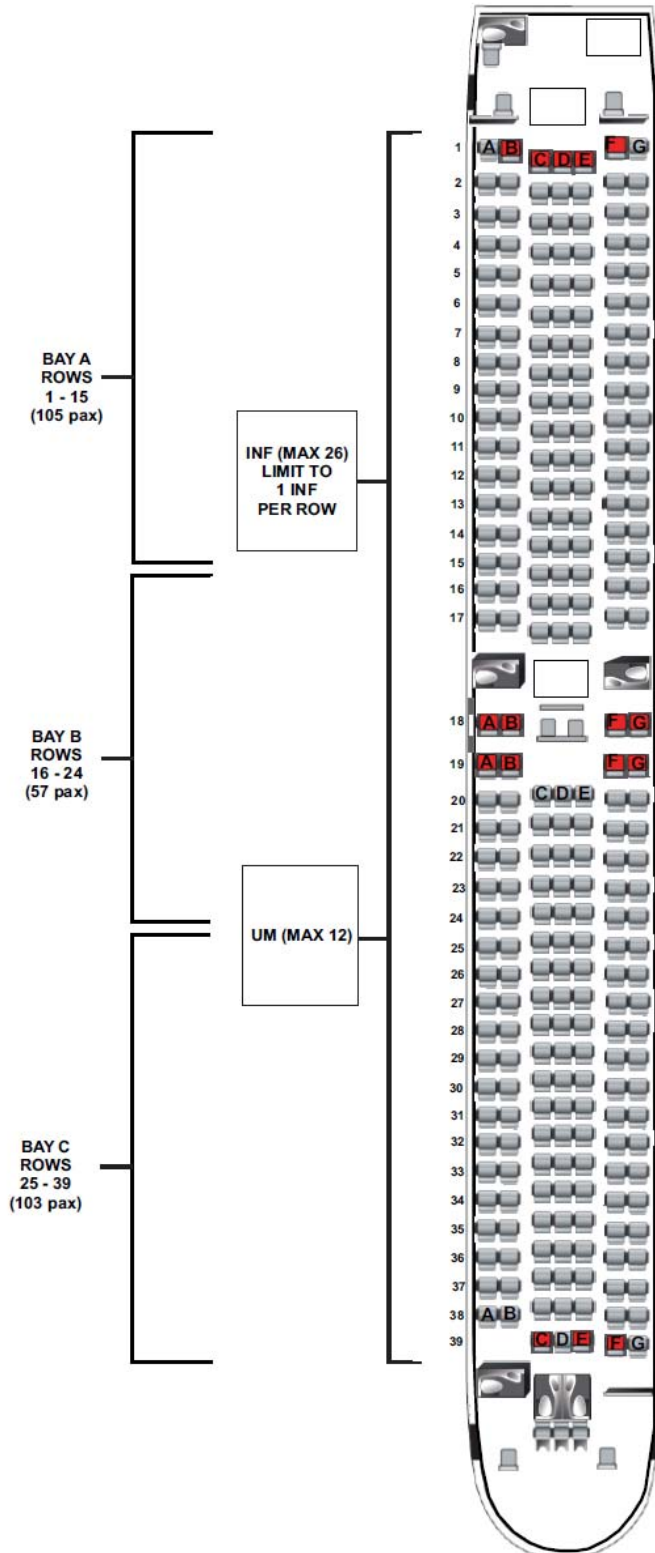 1
A B
C D E
F G
2
3
4
5
6
7
8
9
10
11
12
13
14
15
16
17
BAY A
ROWS
1 - 15
(105 pax)
INF (MAX 26)
LIMIT TO
1 INF
PER ROW
18
A B
F G
19
A B
F G
20
C D E
21
22
23
24
BAY B
ROWS
16 - 24
(57 pax)
UM (MAX 12)
25
26
27
28
29
30
31
32
33
34
35
36
37
38
A B
39
C D E
F G
BAY C
ROWS
25 - 39
(103 pax)